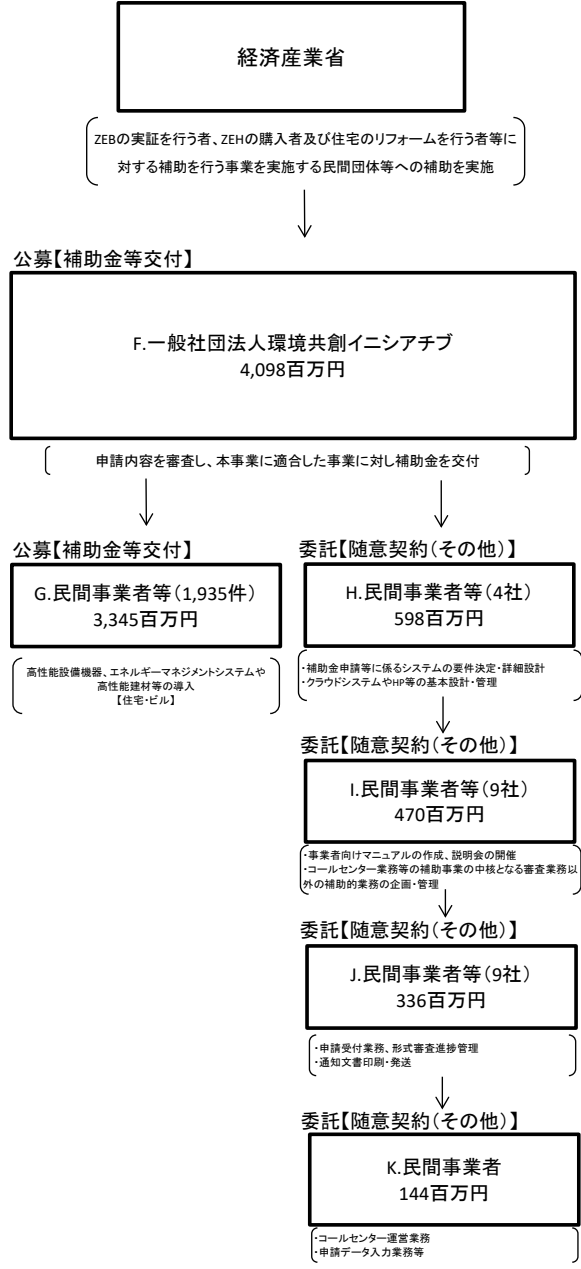 経済産業省
ZEBの実証を行う者、ZEHの購入者及び住宅のリフォームを行う者等に
対する補助を行う事業を実施する民間団体等への補助を実施
公募【補助金等交付】
F.一般社団法人環境共創イニシアチブ
4,098百万円
申請内容を審査し、本事業に適合した事業に対し補助金を交付
公募【補助金等交付】
G.民間事業者等(1,935件)
3,345百万円
高性能設備機器、エネルギーマネジメントシステムや
高性能建材等の導入
【住宅・ビル】
委託【随意契約(その他)】
H.民間事業者等(4社)
598百万円
・補助金申請等に係るシステムの要件決定・詳細設計
・クラウドシステムやHP等の基本設計・管理
委託【随意契約(その他)】
I.民間事業者等(9社)
470百万円
・事業者向けマニュアルの作成、説明会の開催
・コールセンター業務等の補助事業の中核となる審査業務以
外の補助的業務の企画・管理
委託【随意契約(その他)】
J.民間事業者等(9社)
336百万円
・申請受付業務、形式審査進捗管理
・通知文書印刷・発送
委託【随意契約(その他)】
K.民間事業者
144百万円
・コールセンター運営業務
・申請データ入力業務等